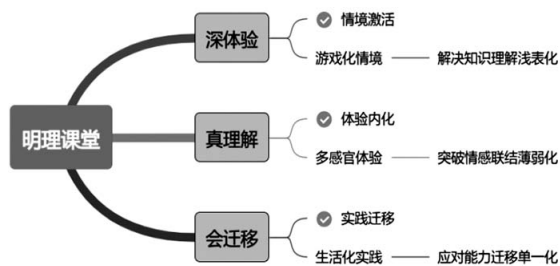 明理课堂
深体验
情境激活
游戏化情境
解决知识理解浅表化
真理解
体验内化
多感官体验
突破情感联结薄弱化
会迁移
实践迁移
生活化实践
应对能力迁移单一化